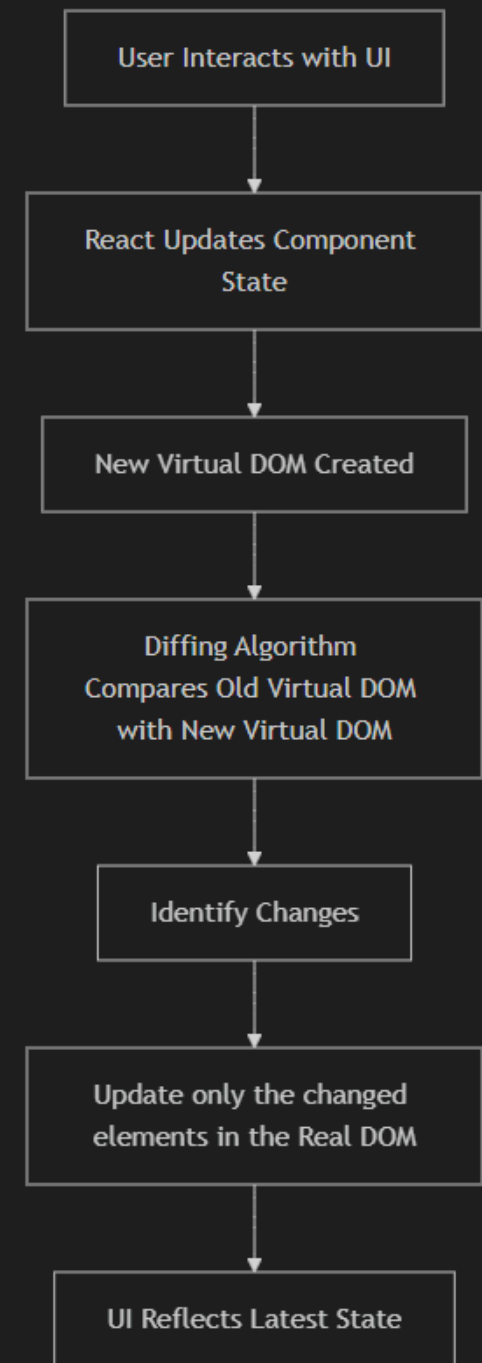 User Interacts with UI
React Updates Component
State
New Virtual DOM Created
Diffing Algorithm
Compares Old Virtual DOM
with New Virtual DOM
Identify Changes
Update only the changed
elements in the Real DOM
UI Reflects Latest State